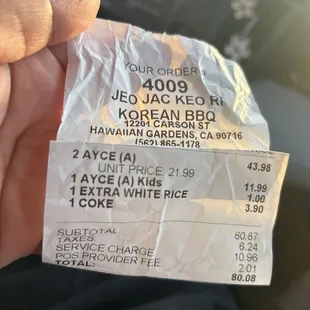 YOUR ORDER #
4009
JEO JAC KEO RI
KOREAN BBQ
12201 CARSON ST
HAWAIIAN GARDENS, CA 90716
(562) 865-1178
2 AYCE (A) 43.98
UNIT PRICE: 21.99
1 AYCE (A) Kids 11.99
1 EXTRA WHITE RICE 1.00
1 COKE 3.90
SUBTOTAL 60.87
TAXES 6.24
SERVICE CHARGE 10.96
POS PROVIDER FEE 2.01
TOTAL: 80.08